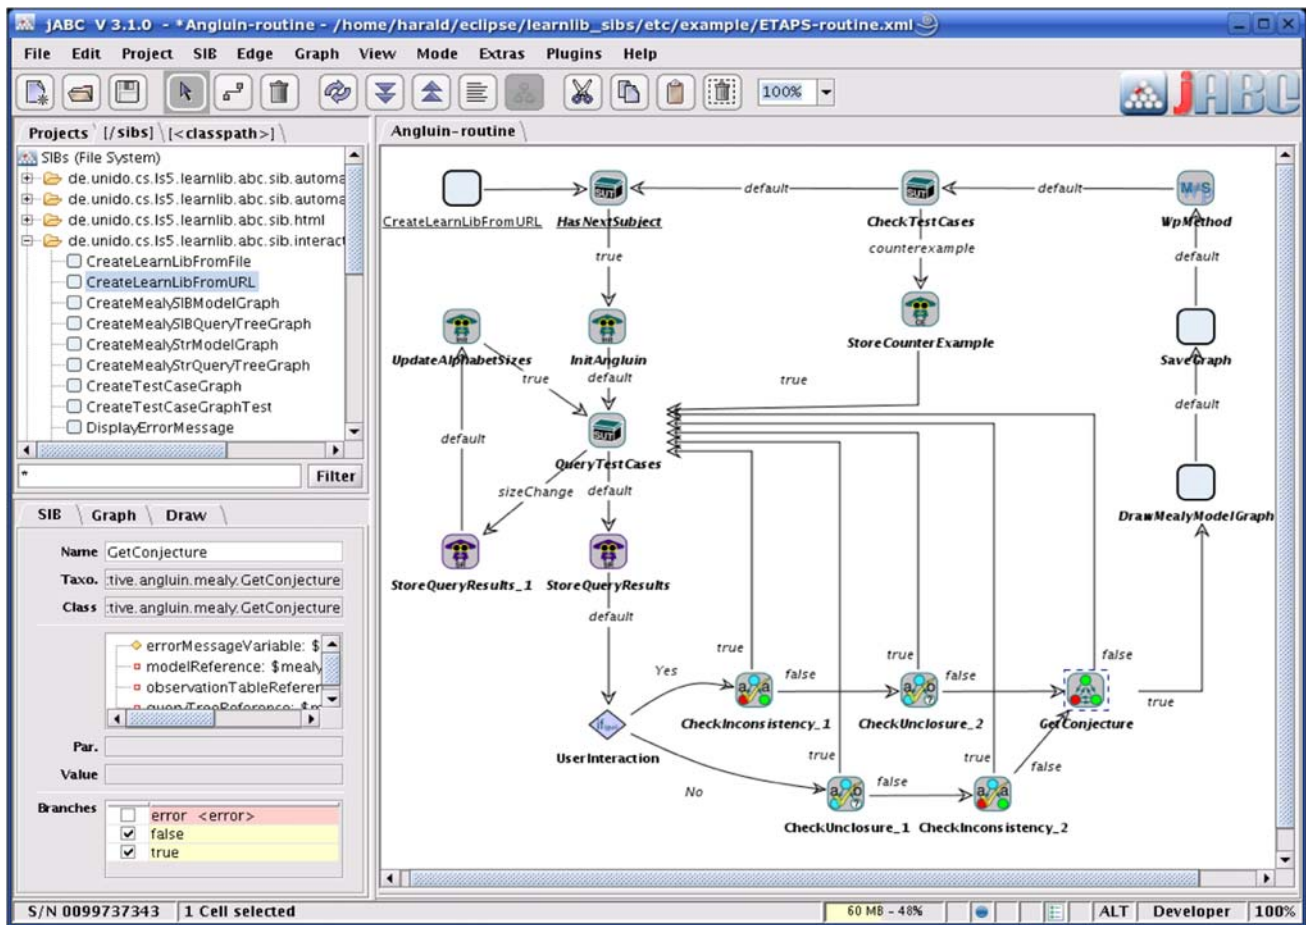 jABC V 3.1.0 - *Angluin-routine - /home/harald/eclipse/learnlib_sibs/etc/example/ETAPS-routine.xml
File Edit Project SIB Edge Graph View Mode Extras Plugins Help
100%
jABC
Projects [/sibs] [<classpath>]
SIBs (File System)
de.unido.cs.ls5.learnlib.abc.sib.automa
de.unido.cs.ls5.learnlib.abc.sib.automa
de.unido.cs.ls5.learnlib.abc.sib.html
de.unido.cs.ls5.learnlib.abc.sib.interact
CreateLearnLibFromFile
CreateLearnLibFromURL
CreateMealySIBModelGraph
CreateMealySIBQueryTreeGraph
CreateMealyStrModelGraph
CreateMealyStrQueryTreeGraph
CreateTestCaseGraph
CreateTestCaseGraphTest
DisplayErrorMessage
* Filter
SIB Graph Draw
Name GetConjecture
Taxo. :tive.angluin.mealy.GetConjecture
Class :tive.angluin.mealy.GetConjecture
errorMessageVariable: $
modelReference: $mealy
observationTableReferen
queryTreeReference: $m
Par.
Value
Branches
error <error>
false
true
Angluin-routine
SUT default SUT default M/S
CreateLearnLibFromURL HasNextSubject CheckTestCases WpMethod
true counterexample default
UpdateAlphabetSizes InitAngluin StoreCounterExample SaveGraph
true default true default
default SUT
QueryTestCases
sizeChange default
DrawMealyModelGraph
StoreQueryResults_1 StoreQueryResults
default
Yes true false true false false true
CheckInconsistency_1 CheckUnclosure_2 GetConjecture
UserInteraction
No true false true false
CheckUnclosure_1 CheckInconsistency_2
S/N 0099737343 1 Cell selected 60 MB - 48% ALT Developer 100%